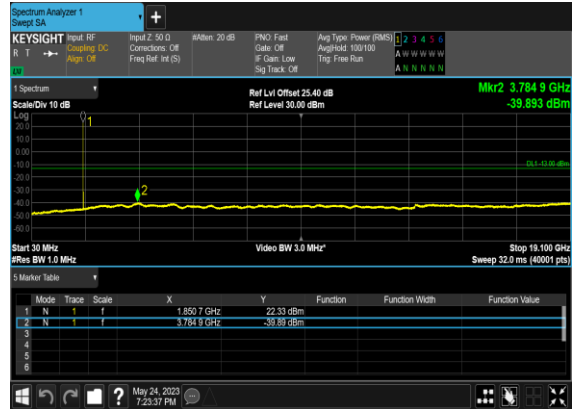 Spectrum Analyzer 1
Swept SA
+
KEYSIGHT Input: RF Input Z: 50 Ω #Atten: 20 dB PNO: Fast Avg Type: Power (RMS) 1 2 3 4 5 6
R T Coupling: DC Corrections: Off Gate: Off Avg|Hold: 100/100 A W W W W W
Align: Off Freq Ref: Int (S) IF Gain: Low Trig: Free Run
Sig Track: Off A N N N N N
1 Spectrum Ref Lvl Offset 25.40 dB Mkr2 3.784 9 GHz
Scale/Div 10 dB Ref Level 30.00 dBm -39.893 dBm
Log
1
20.0
10.0
0.00
-10.0
DL1 -13.00 dBm
-20.0
-30.0
2
-40.0
-50.0
-60.0
Start 30 MHz Video BW 3.0 MHz* Stop 19.100 GHz
#Res BW 1.0 MHz Sweep 32.0 ms (40001 pts)
5 Marker Table
Mode Trace Scale X Y Function Function Width Function Value
1 N 1 f 1.850 7 GHz 22.33 dBm
2 N 1 f 3.784 9 GHz -39.89 dBm
3
4
5
6
? May 24, 2023
7:23:37 PM